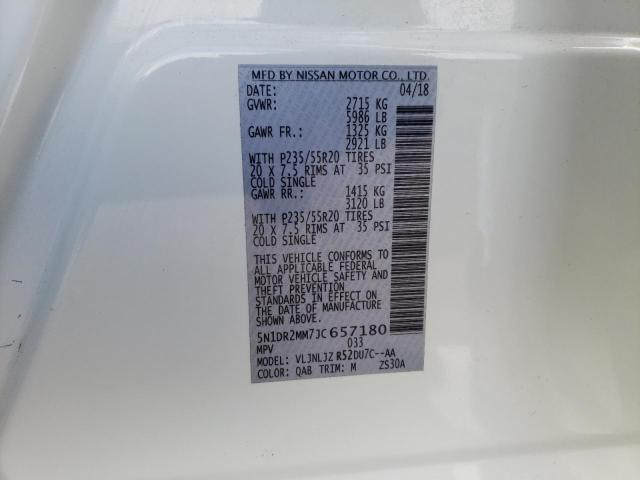 MFD BY NISSAN MOTOR CO., LTD.
DATE: 04/18
GVWR: 2715 KG
5986 LB
GAWR FR.: 1325 KG
2921 LB
WITH P235/55R20 TIRES
20 X 7.5 RIMS AT 35 PSI
COLD SINGLE
GAWR RR.: 1415 KG
3120 LB
WITH P235/55R20 TIRES
20 X 7.5 RIMS AT 35 PSI
COLD SINGLE
THIS VEHICLE CONFORMS TO
ALL APPLICABLE FEDERAL
MOTOR VEHICLE SAFETY AND
THEFT PREVENTION
STANDARDS IN EFFECT ON
THE DATE OF MANUFACTURE
SHOWN ABOVE.
5N1DR2MM7JC657180
MPV 033
MODEL: VLJNLJZ R52DU7C--AA
COLOR: QAB TRIM: M ZS30A